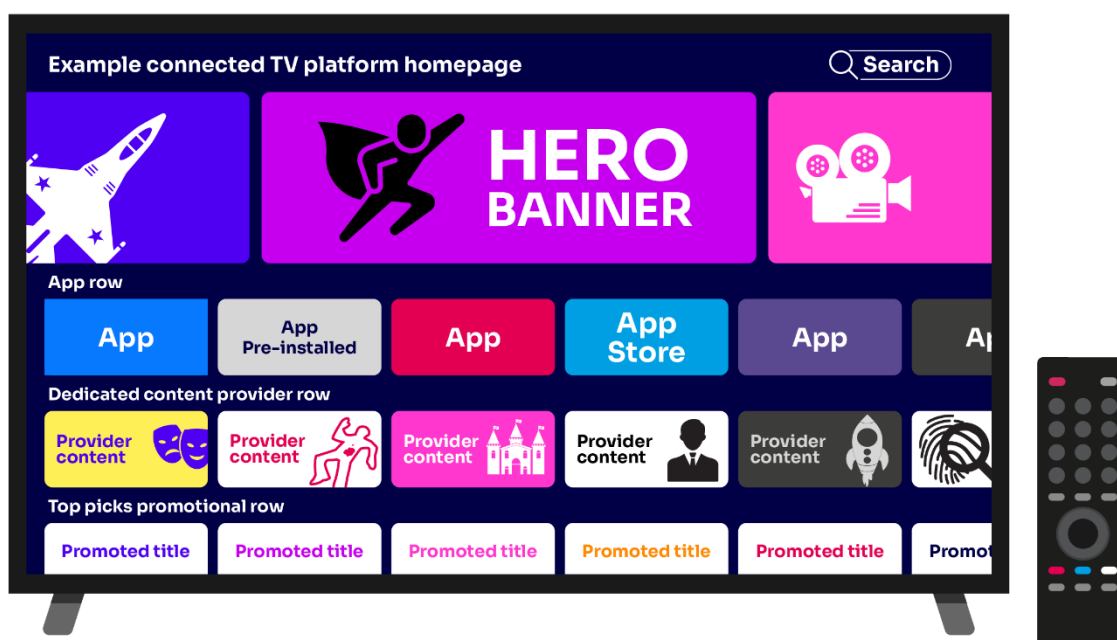 Example connected TV platform homepage
Search
HERO
BANNER
App row
App
App
Pre-installed
App
App
Store
App
Dedicated content provider row
Provider
content
Provider
content
Provider
content
Provider
content
Provider
content
Top picks promotional row
Promoted title
Promoted title
Promoted title
Promoted title
Promoted title